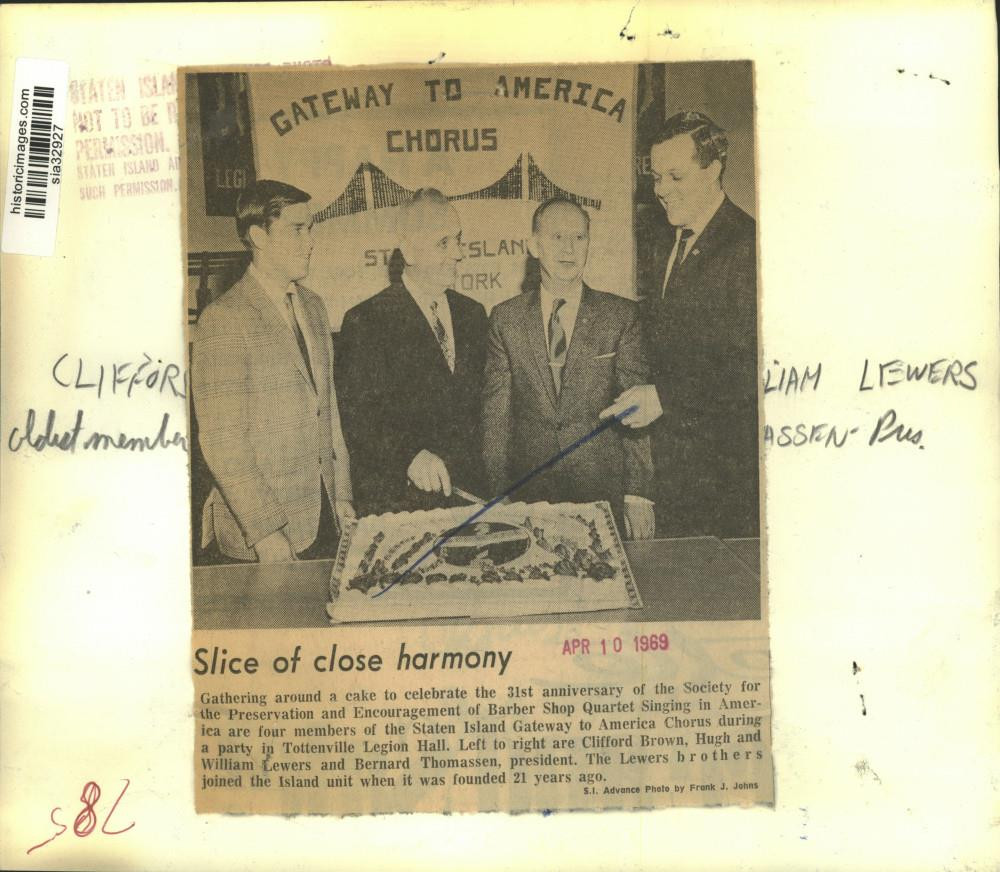 historicimages.com
sia32927
STATEN ISLA
NOT TO BE R
PERMISSION.
STATEN ISLAND AD
SUCH PERMISSION.
GATEWAY TO AMERICA
CHORUS
LEGI
RE
ST ISLAN
ORK
CLIFFOR LIAM LEWERS
oldest member ASSEN- Pres.
Slice of close harmony
APR 10 1969
Gathering around a cake to celebrate the 31st anniversary of the Society for
the Preservation and Encouragement of Barber Shop Quartet Singing in Amer-
ica are four members of the Staten Island Gateway to America Chorus during
a party in Tottenville Legion Hall. Left to right are Clifford Brown, Hugh and
William Lewers and Bernard Thomassen, president. The Lewers brothers
joined the Island unit when it was founded 21 years ago.
S.I. Advance Photo by Frank J. Johns